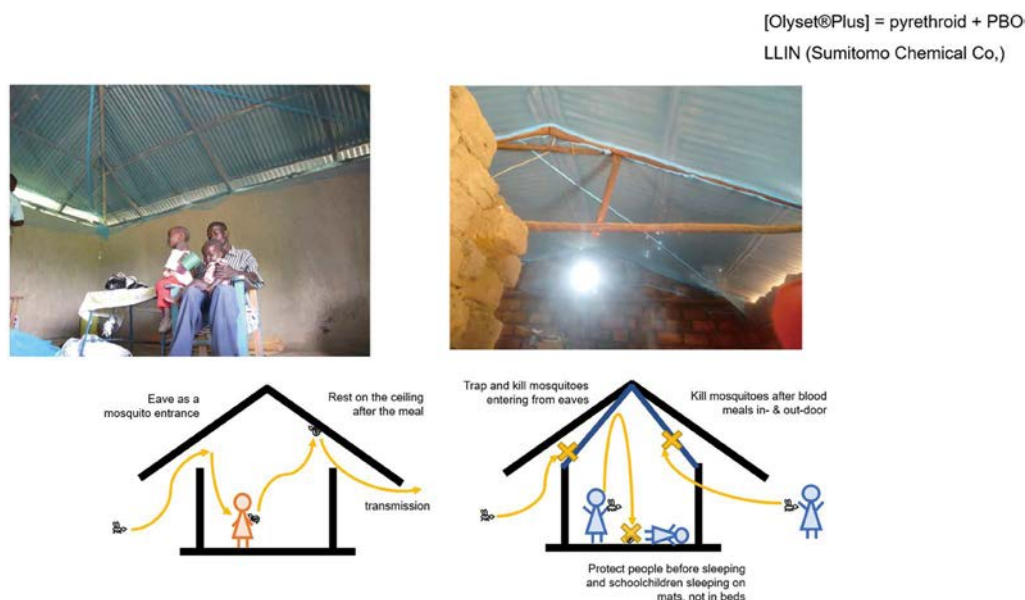 [Olyset®Plus] = pyrethroid + PBO
LLIN (Sumitomo Chemical Co,)
Eave as a
mosquito entrance
Rest on the ceiling
after the meal
transmission
Trap and kill mosquitoes
entering from eaves
Kill mosquitoes after blood
meals in- & out-door
Protect people before sleeping
and schoolchildren sleeping on
mats, not in beds